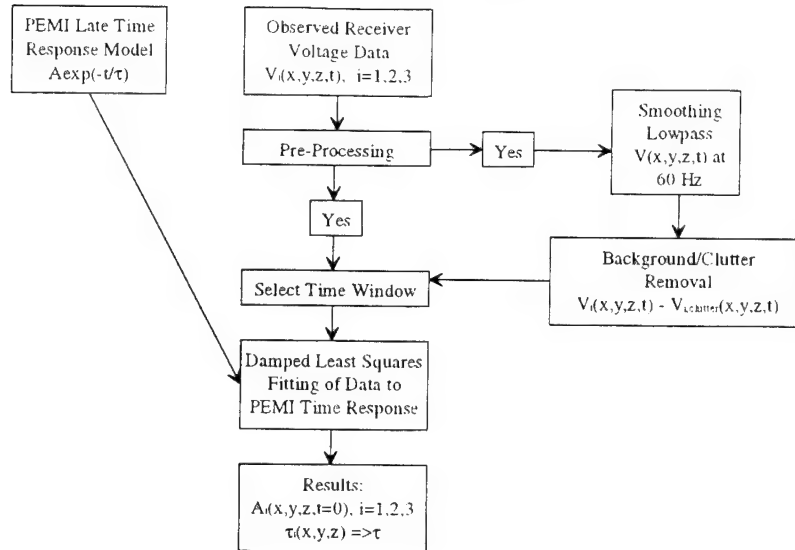 PEMI Late Time
Response Model
Aexp(-t/τ)
Observed Receiver
Voltage Data
Vᵢ(x,y,z,t), i=1,2,3
Pre-Processing
Yes
Smoothing
Lowpass
V(x,y,z,t) at
60 Hz
Yes
Background/Clutter
Removal
Vᵢ(x,y,z,t) - Vᵢ,clutter(x,y,z,t)
Select Time Window
Damped Least Squares
Fitting of Data to
PEMI Time Response
Results:
Aᵢ(x,y,z,t=0), i=1,2,3
τᵢ(x,y,z) =>τ